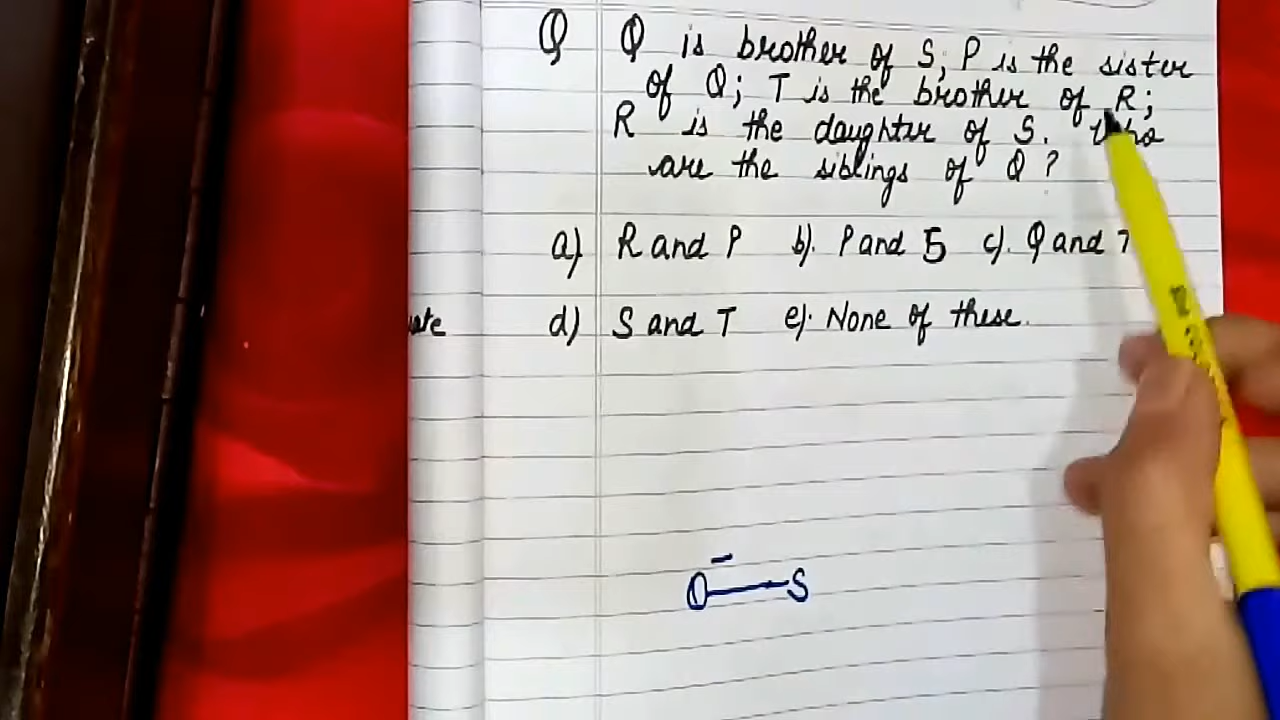 Q Q is brother of S; P is the sister
of Q; T is the brother of R;
R is the daughter of S. Who
are the siblings of Q?
a) R and P b). P and S c). Q and
d) S and T e). None of these.
Q S